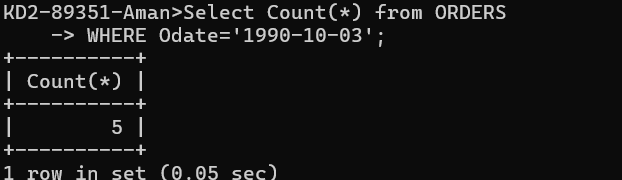 KD2-89351-Aman>Select Count(*) from ORDERS
    -> WHERE Odate='1990-10-03';
+----------+
| Count(*) |
+----------+
|        5 |
+----------+
1 row in set (0.05 sec)